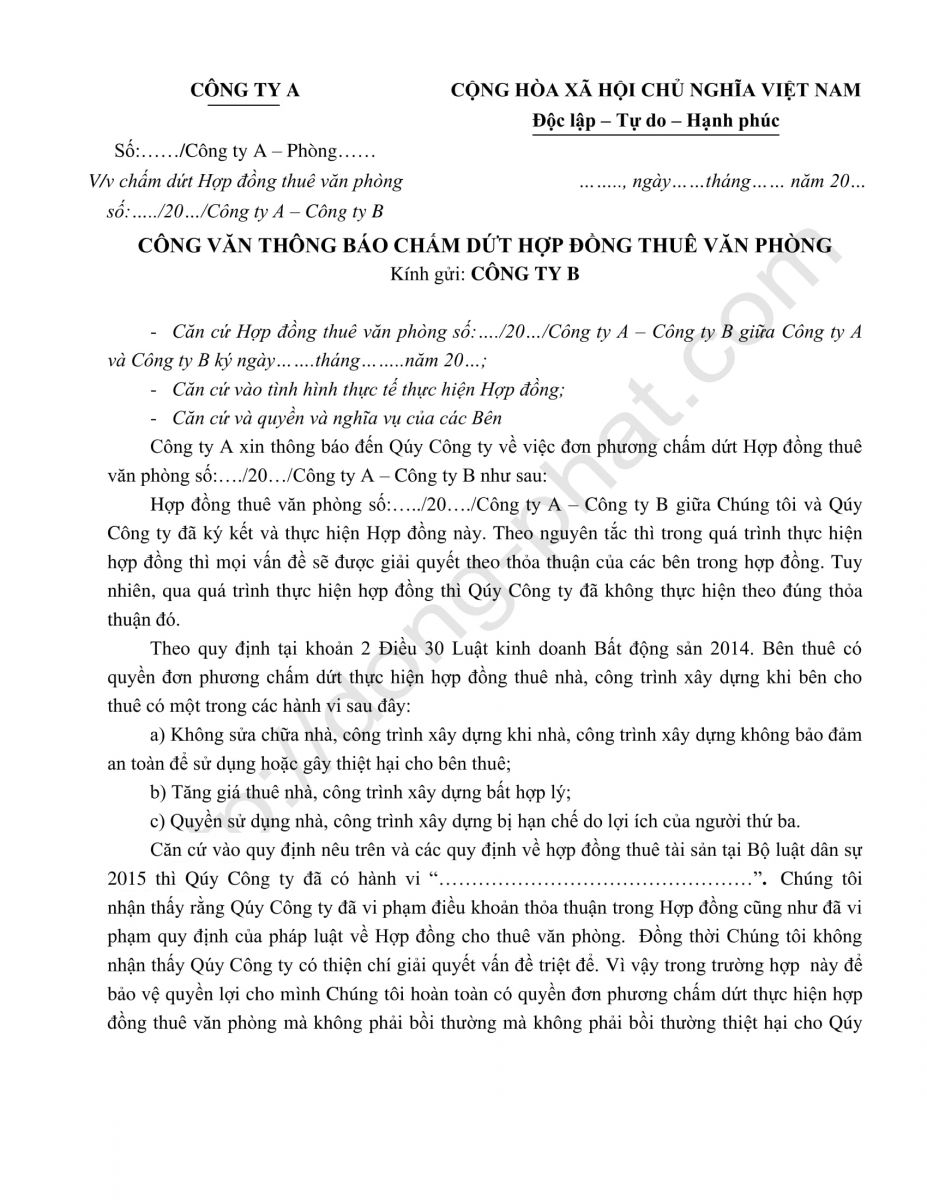 CÔNG TY A
CỘNG HÒA XÃ HỘI CHỦ NGHĨA VIỆT NAM
Độc lập – Tự do – Hạnh phúc
Số:……/Công ty A – Phòng……
V/v chấm dứt Hợp đồng thuê văn phòng
số:…../20…/Công ty A – Công ty B
…….., ngày……tháng…… năm 20…
CÔNG VĂN THÔNG BÁO CHẤM DỨT HỢP ĐỒNG THUÊ VĂN PHÒNG
Kính gửi: CÔNG TY B
- Căn cứ Hợp đồng thuê văn phòng số:…./20…/Công ty A – Công ty B giữa Công ty A
và Công ty B ký ngày…….tháng……..năm 20…;
- Căn cứ vào tình hình thực tế thực hiện Hợp đồng;
- Căn cứ và quyền và nghĩa vụ của các Bên
Công ty A xin thông báo đến Qúy Công ty về việc đơn phương chấm dứt Hợp đồng thuê
văn phòng số:…./20…/Công ty A – Công ty B như sau:
Hợp đồng thuê văn phòng số:…../20…./Công ty A – Công ty B giữa Chúng tôi và Qúy
Công ty đã ký kết và thực hiện Hợp đồng này. Theo nguyên tắc thì trong quá trình thực hiện
hợp đồng thì mọi vấn đề sẽ được giải quyết theo thỏa thuận của các bên trong hợp đồng. Tuy
nhiên, qua quá trình thực hiện hợp đồng thì Qúy Công ty đã không thực hiện theo đúng thỏa
thuận đó.
Theo quy định tại khoản 2 Điều 30 Luật kinh doanh Bất động sản 2014. Bên thuê có
quyền đơn phương chấm dứt thực hiện hợp đồng thuê nhà, công trình xây dựng khi bên cho
thuê có một trong các hành vi sau đây:
a) Không sửa chữa nhà, công trình xây dựng khi nhà, công trình xây dựng không bảo đảm
an toàn để sử dụng hoặc gây thiệt hại cho bên thuê;
b) Tăng giá thuê nhà, công trình xây dựng bất hợp lý;
c) Quyền sử dụng nhà, công trình xây dựng bị hạn chế do lợi ích của người thứ ba.
Căn cứ vào quy định nêu trên và các quy định về hợp đồng thuê tài sản tại Bộ luật dân sự
2015 thì Qúy Công ty đã có hành vi “…………………………………………”. Chúng tôi
nhận thấy rằng Qúy Công ty đã vi phạm điều khoản thỏa thuận trong Hợp đồng cũng như đã vi
phạm quy định của pháp luật về Hợp đồng cho thuê văn phòng. Đồng thời Chúng tôi không
nhận thấy Qúy Công ty có thiện chí giải quyết vấn đề triệt để. Vì vậy trong trường hợp này để
bảo vệ quyền lợi cho mình Chúng tôi hoàn toàn có quyền đơn phương chấm dứt thực hiện hợp
đồng thuê văn phòng mà không phải bồi thường mà không phải bồi thường thiệt hại cho Qúy
://dong-phat.com